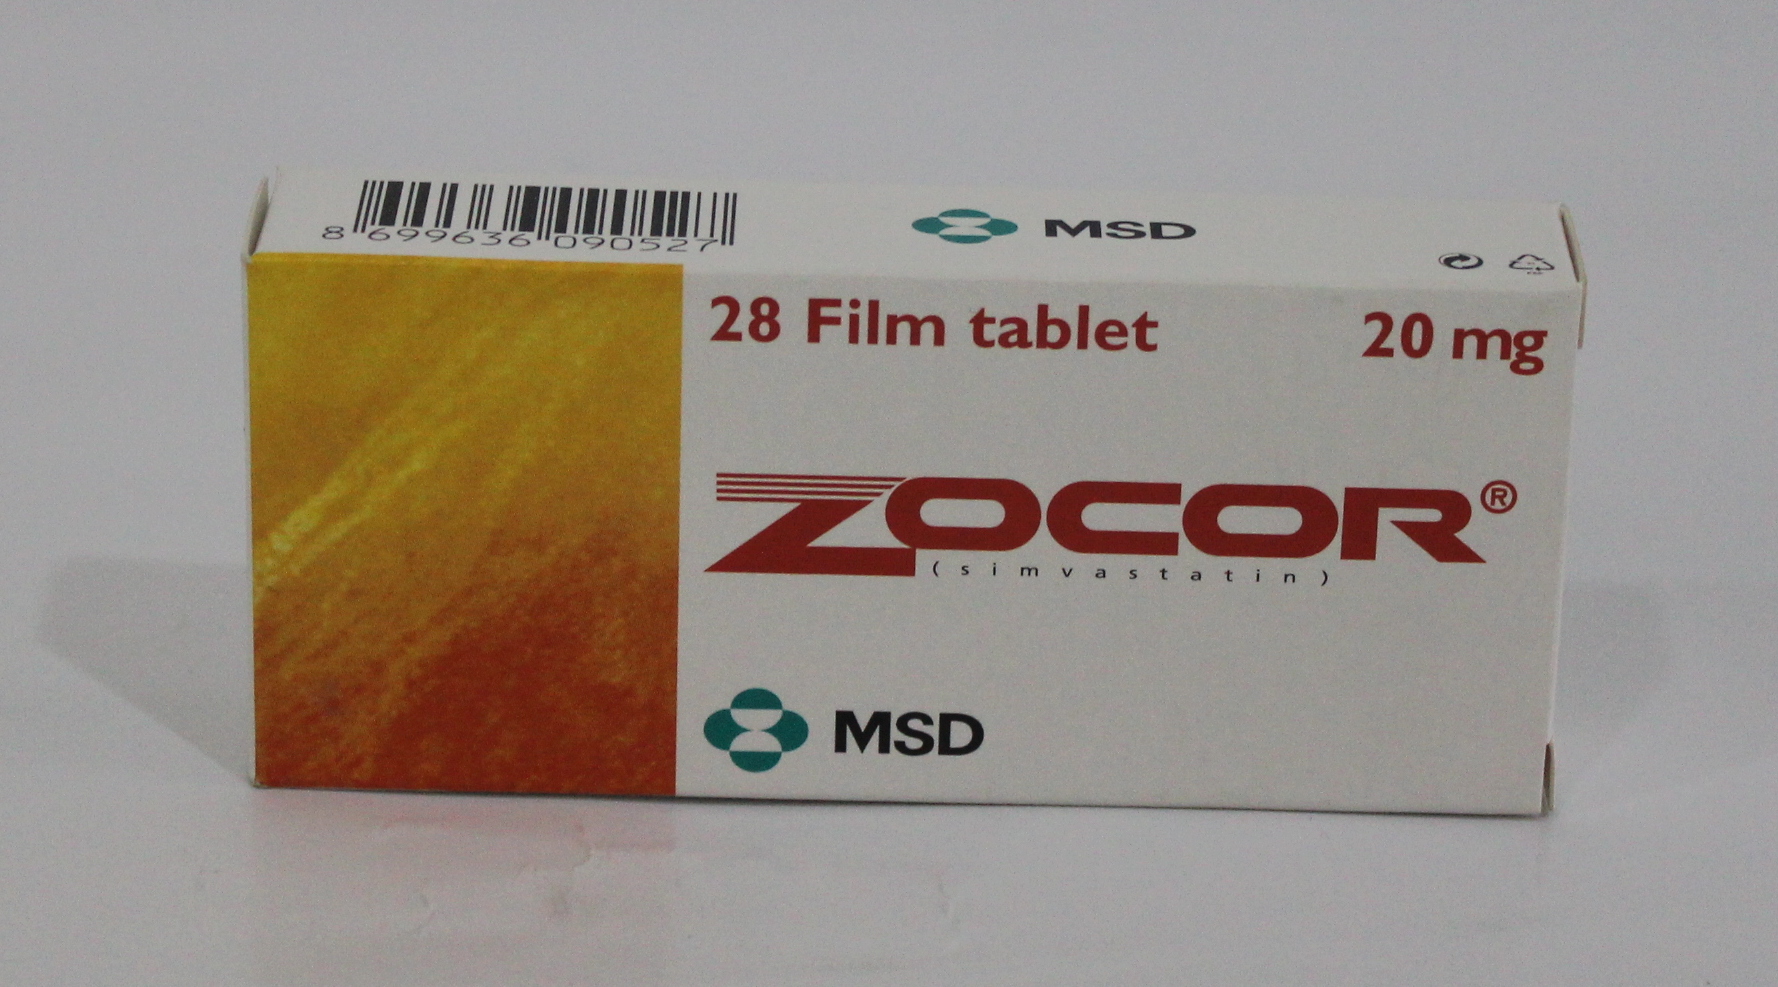 8 699636 090527
MSD
28 Film tablet 20 mg
ZOCOR®
(simvastatin)
MSD